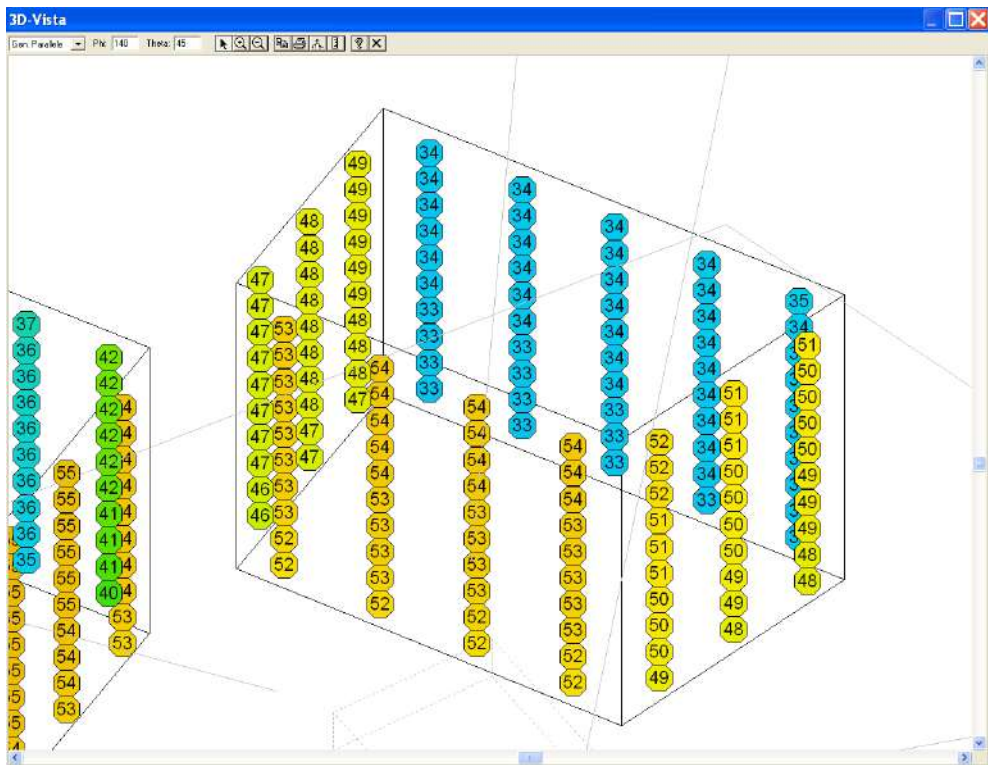 3D-Vista
Phi: 140 Theta: 45
37 36 36 36 36 36 36 36 36 35
55 55 55 55 55 55 54 54 54 53
42 42 42 42 42 42 41 41 41 40
53 53
47 47 47 47 47 47 47 47 46 46
53 53 53 53 53 53 53 53 52 52
48 48 48 48 48 48 48 48 47 47
49 49 49 49 49 49 48 48 48 47
54 54 54 54 54 53 53 53 53 52
34 34 34 34 34 34 33 33 33 33
54 54 54 54 53 53 53 53 52 52
34 34 34 34 34 34 33 33 33 33
54 54 54 53 53 53 53 53 52 52
34 34 34 34 34 34 34 34 33 33
52 52 52 51 51 51 50 50 50 49
34 34 34 34 34 34 34 34 34 33
51 51 51 50 50 50 50 49 49 48
35 34
51 50 50 50 50 49 49 49 48 48